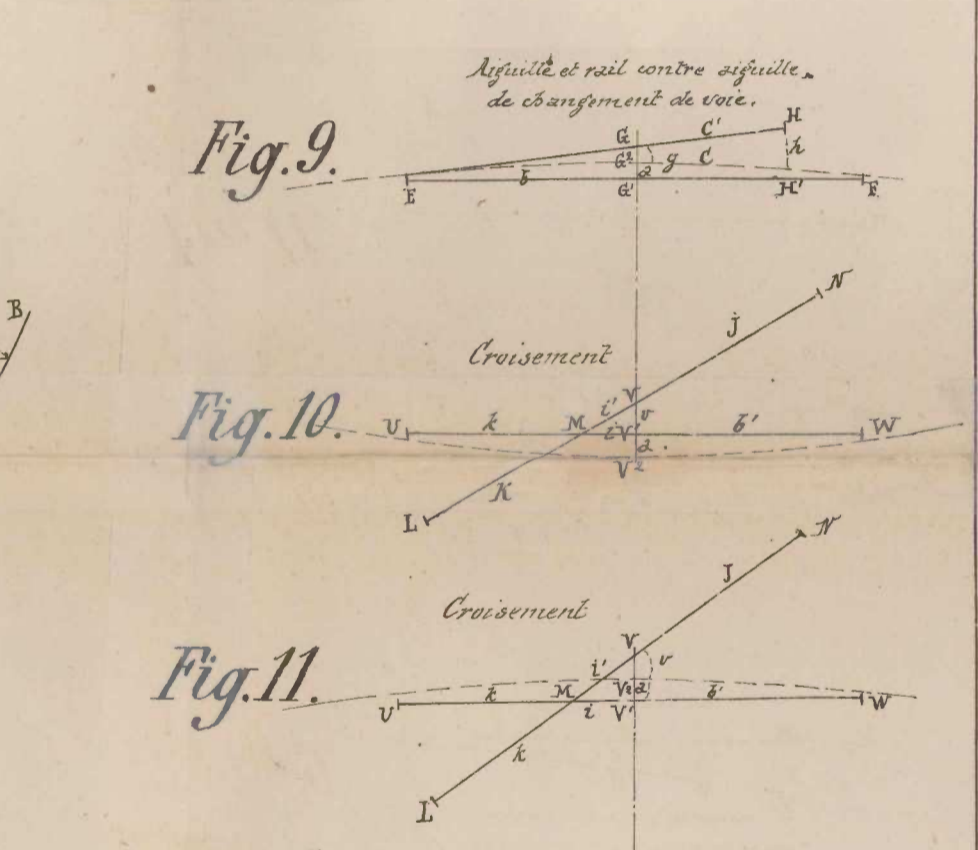 Aiguille et rail contre aiguille
de changement de voie.
Fig. 9.
G C' H
G² g C h
a
E b G' H' F
B
N
j
Croisement
Fig. 10.
V
i' v
U k M i V' b' W
a
V²
K
L
N
J
Croisement
V
Fig. 11.
i' v
k M V² a b'
U i V' W
k
L